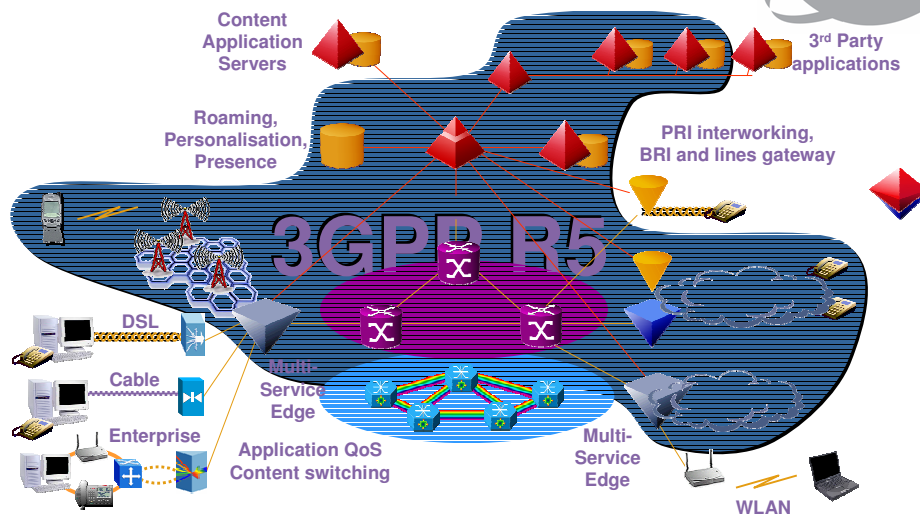 Content
Application
Servers
3rd Party
applications
Roaming,
Personalisation,
Presence
PRI interworking,
BRI and lines gateway
3GPP R5
DSL
Multi-
Service
Edge
Cable
Enterprise
Application QoS
Content switching
Multi-
Service
Edge
WLAN